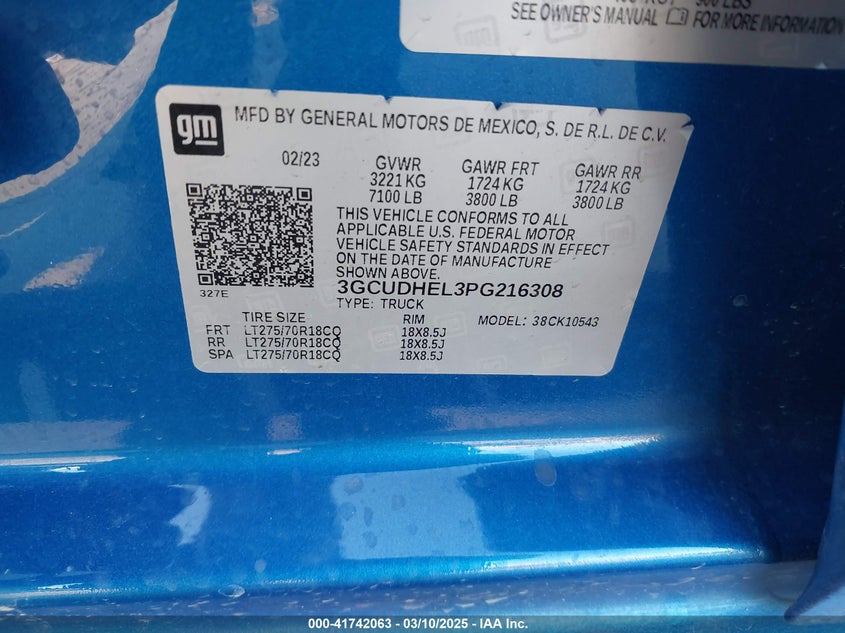 900 LBS
SEE OWNER'S MANUAL FOR MORE INFORMATION
gm
MFD BY GENERAL MOTORS DE MEXICO, S. DE R.L. DE C.V.
02/23 GVWR GAWR FRT GAWR RR
3221 KG 1724 KG 1724 KG
7100 LB 3800 LB 3800 LB
THIS VEHICLE CONFORMS TO ALL
APPLICABLE U.S. FEDERAL MOTOR
VEHICLE SAFETY STANDARDS IN EFFECT
ON THE DATE OF MANUFACTURE
SHOWN ABOVE.
327E
3GCUDHEL3PG216308
TYPE: TRUCK
TIRE SIZE RIM MODEL: 38CK10543
FRT LT275/70R18CQ 18X8.5J
RR LT275/70R18CQ 18X8.5J
SPA LT275/70R18CQ 18X8.5J
000-41742063 — 03/10/2025 — IAA Inc.